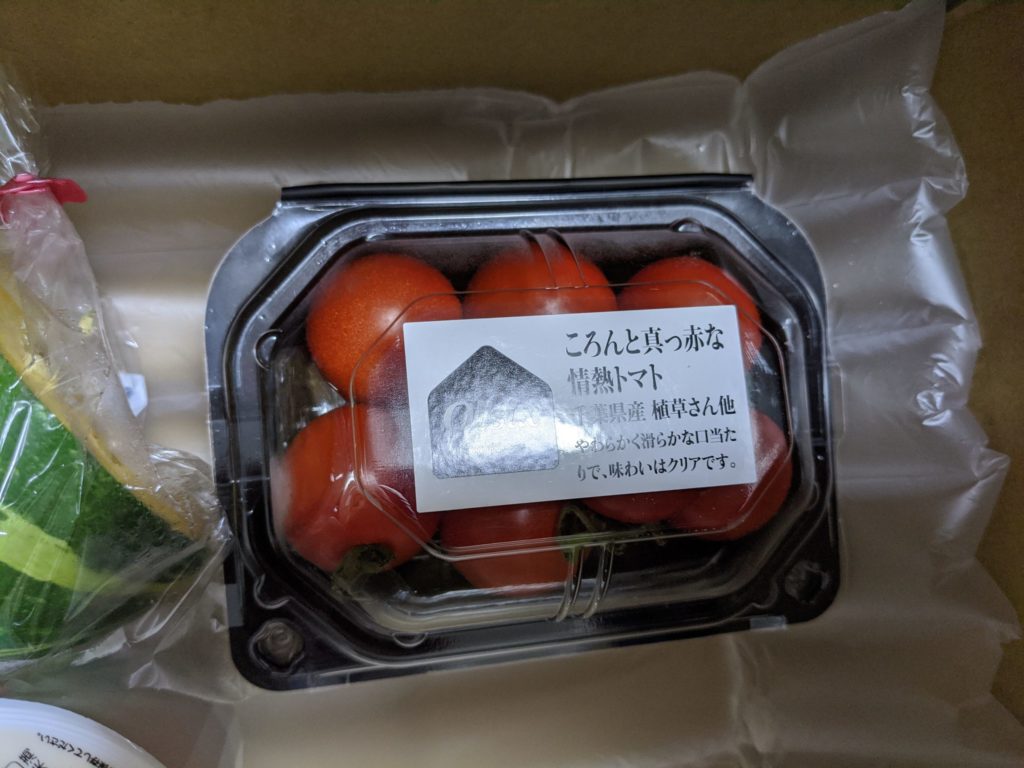 ころんと真っ赤な
情熱トマト
千葉県産 植草さん他
やわらかく滑らかな口当た
りで、味わいはクリアです。
Oisix